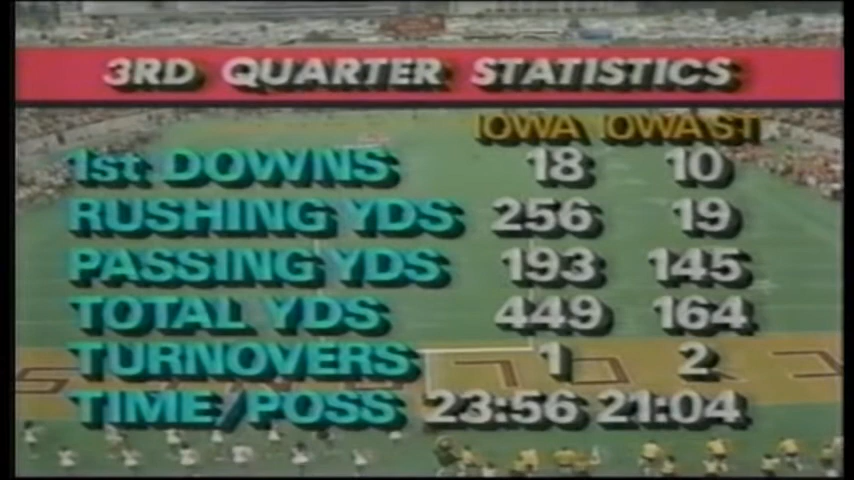 3RD QUARTER STATISTICS
IOWA IOWA ST
1st DOWNS 18 10
RUSHING YDS 256 19
PASSING YDS 193 145
TOTAL YDS 449 164
TURNOVERS 1 2
TIME/POSS 23:56 21:04